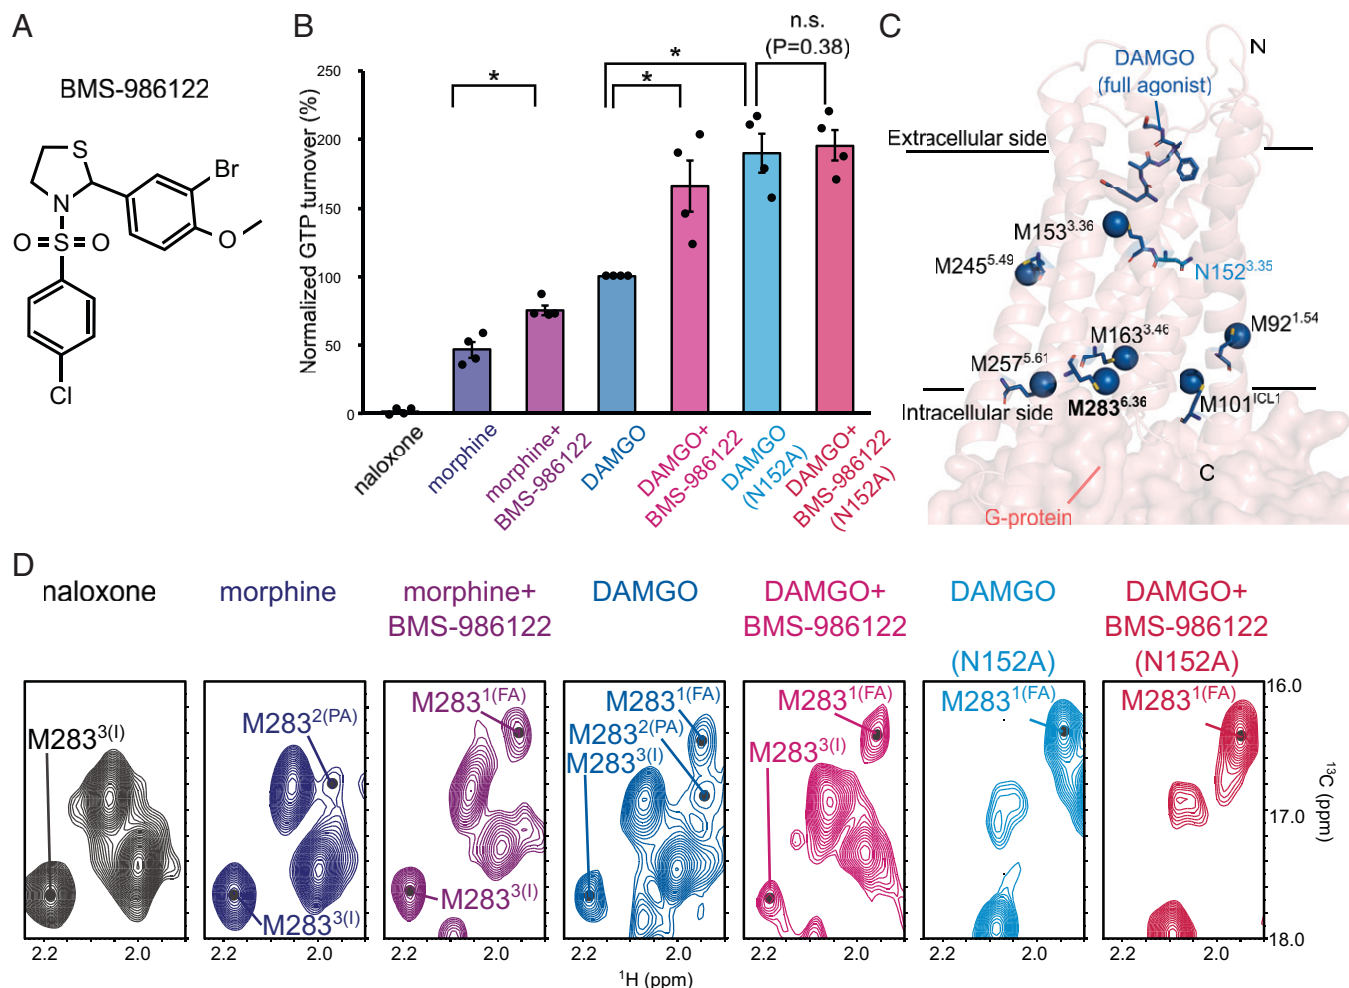 A
BMS-986122
S
Br
N
O
S
O
O
Cl
B
n.s.
(P=0.38)
*
*
*
Normalized GTP turnover (%)
250
200
150
100
50
0
naloxone
morphine
morphine+
BMS-986122
DAMGO
DAMGO+
BMS-986122
DAMGO
(N152A)
DAMGO+
BMS-986122
(N152A)
C
N
DAMGO
(full agonist)
Extracellular side
M153^3.36
M245^5.49
N152^3.35
M163^3.46
M92^1.54
M257^5.61
M283^6.36
M101^ICL1
Intracellular side
C
G-protein
D
naloxone
morphine
morphine+
BMS-986122
DAMGO
DAMGO+
BMS-986122
DAMGO
(N152A)
DAMGO+
BMS-986122
(N152A)
M283^3(I)
M283^2(PA)
M283^3(I)
M283^1(FA)
M283^3(I)
M283^1(FA)
M283^2(PA)
M283^3(I)
M283^1(FA)
M283^3(I)
M283^1(FA)
M283^1(FA)
16.0
17.0
18.0
13C (ppm)
2.2 2.0 2.2 2.0 2.2 2.0 2.2 2.0 2.2 2.0 2.2 2.0 2.2 2.0
1H (ppm)